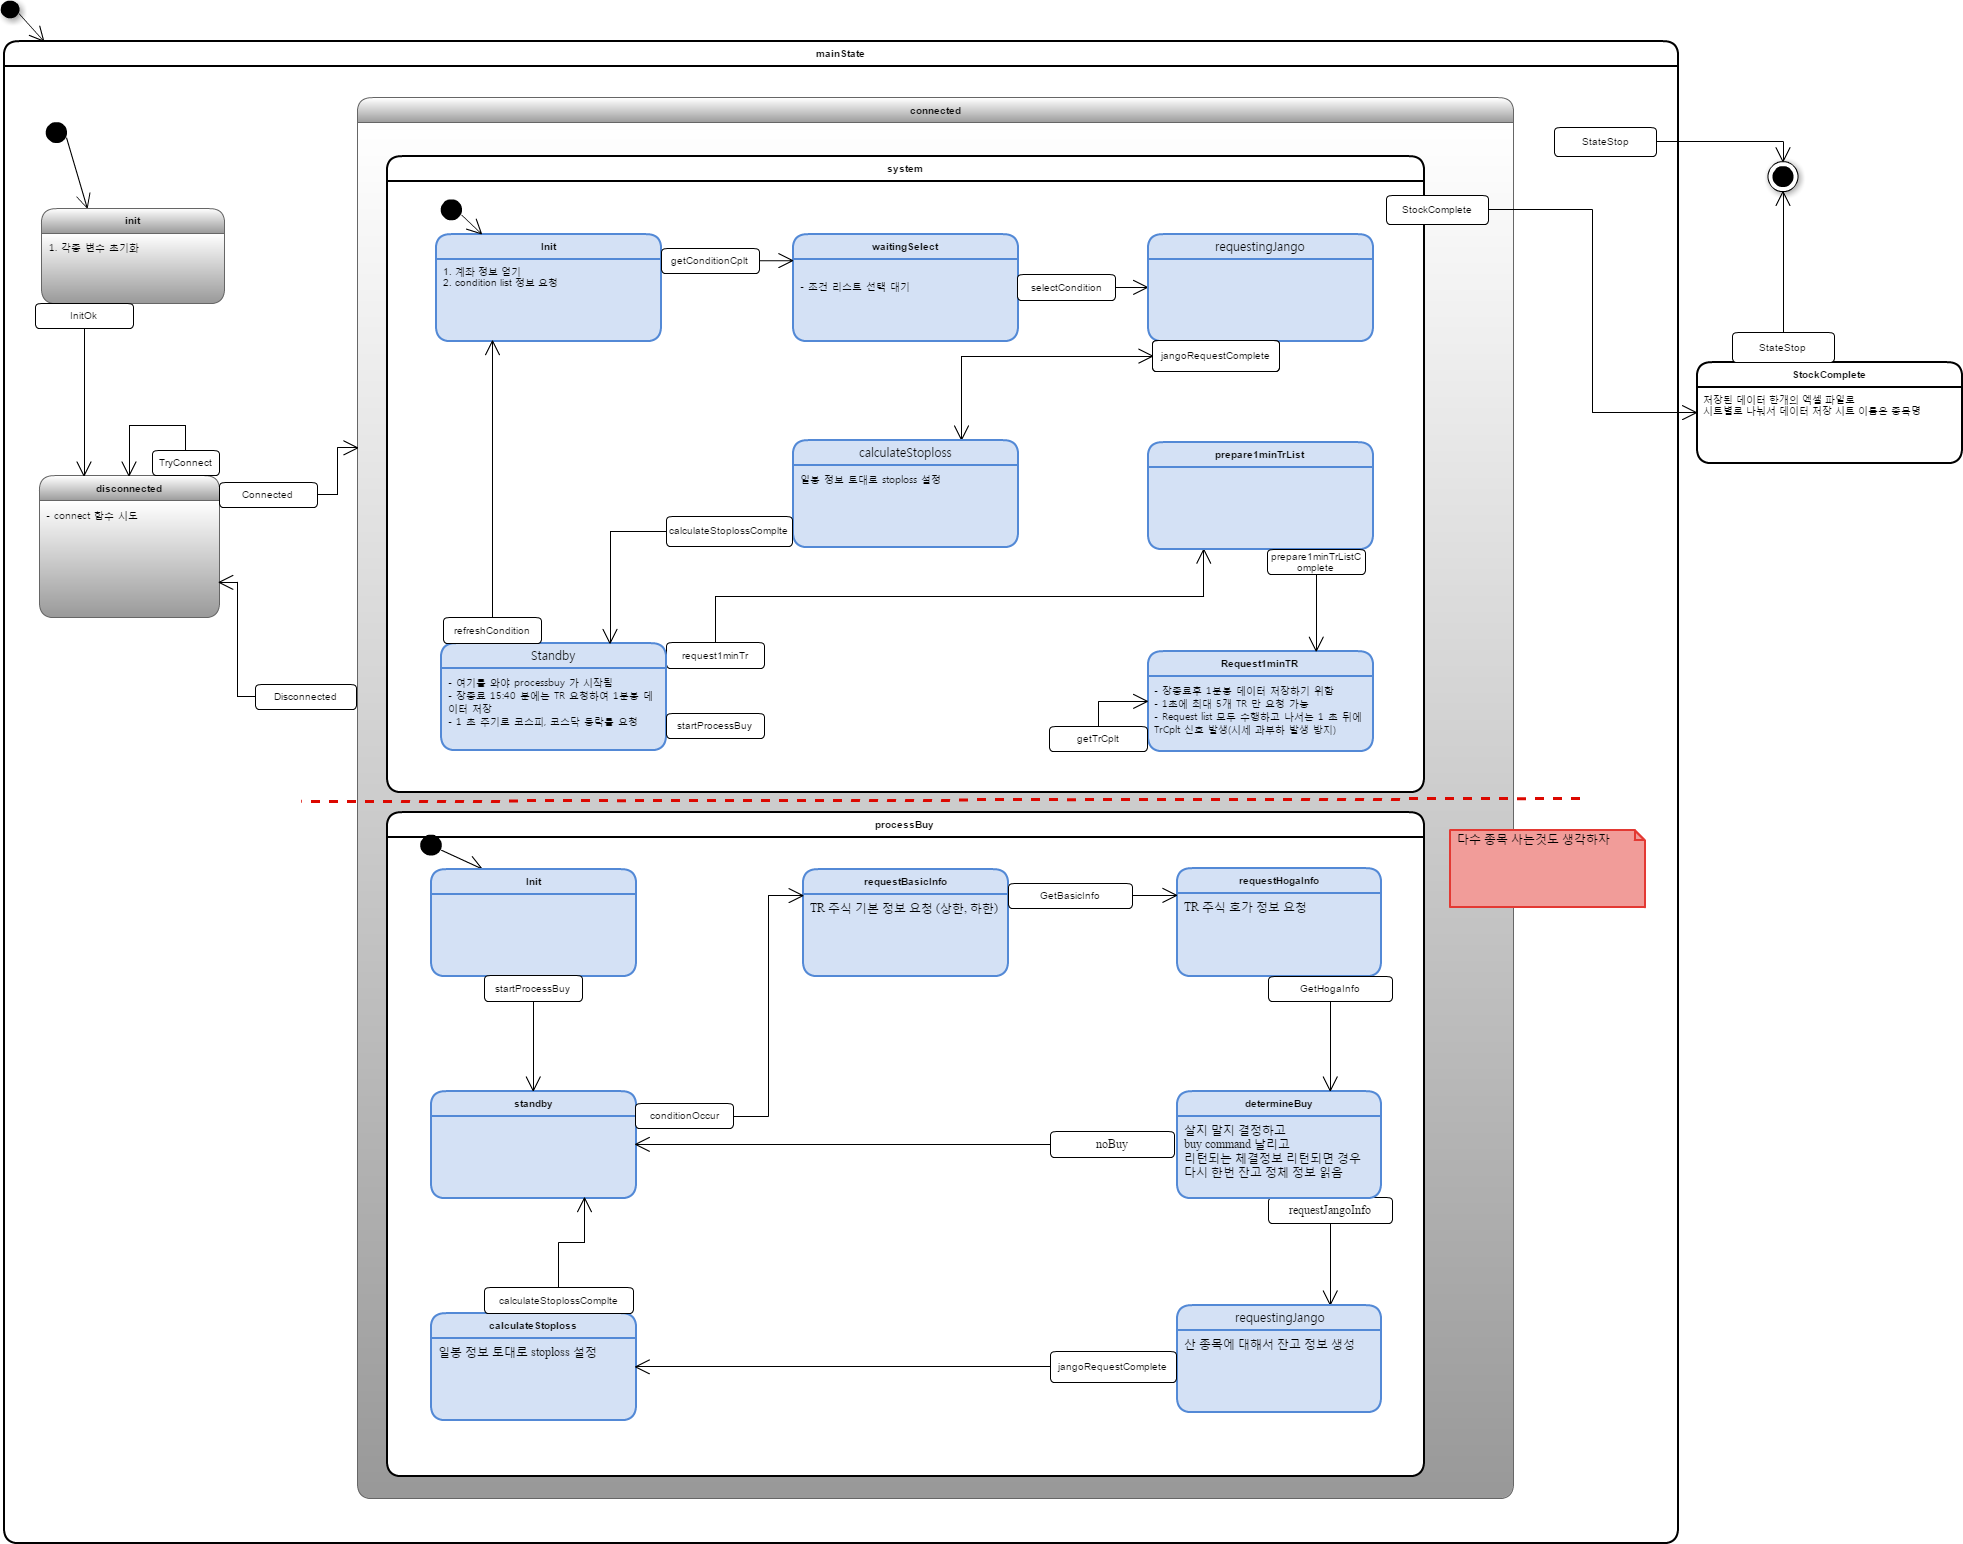 mainState
connected
system
StateStop
StockComplete
init
1. 각종 변수 초기화
InitOk
Init
1. 계좌 정보 얻기
2. condition list 정보 요청
getConditionCplt
waitingSelect
- 조건 리스트 선택 대기
selectCondition
requestingJango
jangoRequestComplete
StateStop
StockComplete
저장된 데이터 한개의 엑셀 파일로
시트별로 나눠서 데이터 저장 시트 이름은 종목명
TryConnect
disconnected
- connect 함수 시도
Connected
Disconnected
calculateStoploss
일봉 정보 토대로 stoploss 설정
calculateStoplossComplte
prepare1minTrList
prepare1minTrListC
omplete
refreshCondition
Standby
- 여기를 와야 processbuy 가 시작됨
- 장종료 15:40 분에는 TR 요청하여 1분봉 데
이터 저장
- 1 초 주기로 코스피, 코스닥 등락률 요청
request1minTr
startProcessBuy
Request1minTR
- 장종료후 1분봉 데이터 저장하기 위함
- 1초에 최대 5개 TR 만 요청 가능
- Request list 모두 수행하고 나서는 1 초 뒤에
TrCplt 신호 발생(시세 과부하 발생 방지)
getTrCplt
processBuy
다수 종목 사는것도 생각하자
Init
startProcessBuy
requestBasicInfo
TR 주식 기본 정보 요청 (상한, 하한)
GetBasicInfo
requestHogaInfo
TR 주식 호가 정보 요청
GetHogaInfo
standby
conditionOccur
noBuy
determineBuy
살지 말지 결정하고
buy command 날리고
리턴되는 체결정보 리턴되면 경우
다시 한번 잔고 정체 정보 읽음
requestJangoInfo
calculateStoplossComplte
calculateStoploss
일봉 정보 토대로 stoploss 설정
jangoRequestComplete
requestingJango
산 종목에 대해서 잔고 정보 생성